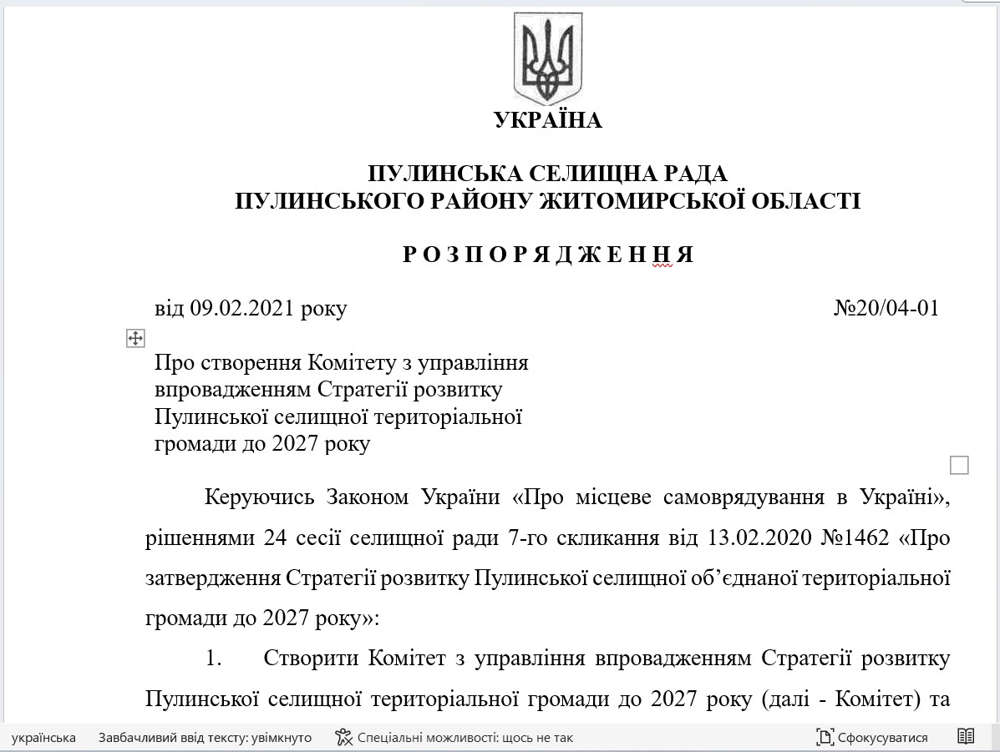 УКРАЇНА
ПУЛИНСЬКА СЕЛИЩНА РАДА
ПУЛИНСЬКОГО РАЙОНУ ЖИТОМИРСЬКОЇ ОБЛАСТІ
Р О З П О Р Я Д Ж Е Н Н Я
від 09.02.2021 року №20/04-01
Про створення Комітету з управління
впровадженням Стратегії розвитку
Пулинської селищної територіальної
громади до 2027 року
Керуючись Законом України «Про місцеве самоврядування в Україні»,
рішеннями 24 сесії селищної ради 7-го скликання від 13.02.2020 №1462 «Про
затвердження Стратегії розвитку Пулинської селищної об’єднаної територіальної
громади до 2027 року»:
1. Створити Комітет з управління впровадженням Стратегії розвитку
Пулинської селищної територіальної громади до 2027 року (далі - Комітет) та
українська Завбачливий ввід тексту: увімкнуто Спеціальні можливості: щось не так Сфокусуватися